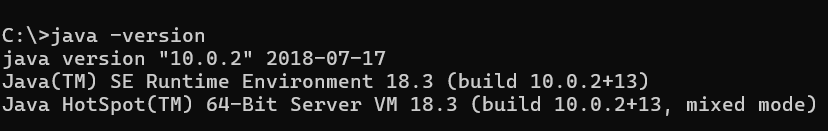 C:\>java -version
java version "10.0.2" 2018-07-17
Java(TM) SE Runtime Environment 18.3 (build 10.0.2+13)
Java HotSpot(TM) 64-Bit Server VM 18.3 (build 10.0.2+13, mixed mode)